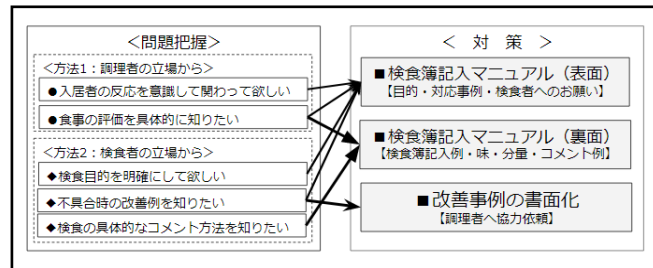 ＜問題把握＞
＜方法1：調理者の立場から＞
●入居者の反応を意識して関わって欲しい
●食事の評価を具体的に知りたい
＜方法2：検食者の立場から＞
◆検食目的を明確にして欲しい
◆不具合時の改善例を知りたい
◆検食の具体的なコメント方法を知りたい
＜ 対 策 ＞
■検食簿記入マニュアル（表面）
【目的・対応事例・検食者へのお願い】
■検食簿記入マニュアル（裏面）
【検食簿記入例・味・分量・コメント例】
■改善事例の書面化
【調理者へ協力依頼】